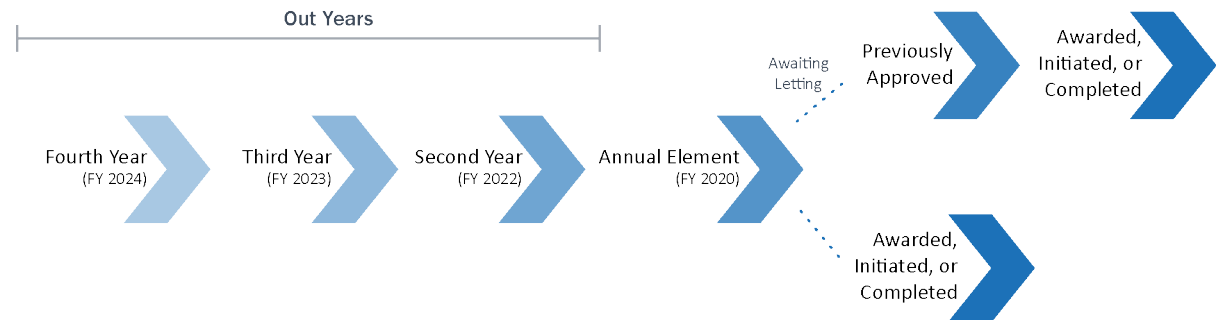 Out Years
Fourth Year
(FY 2024)
Third Year
(FY 2023)
Second Year
(FY 2022)
Annual Element
(FY 2020)
Awaiting
Letting
Previously
Approved
Awarded,
Initiated, or
Completed
Awarded,
Initiated, or
Completed